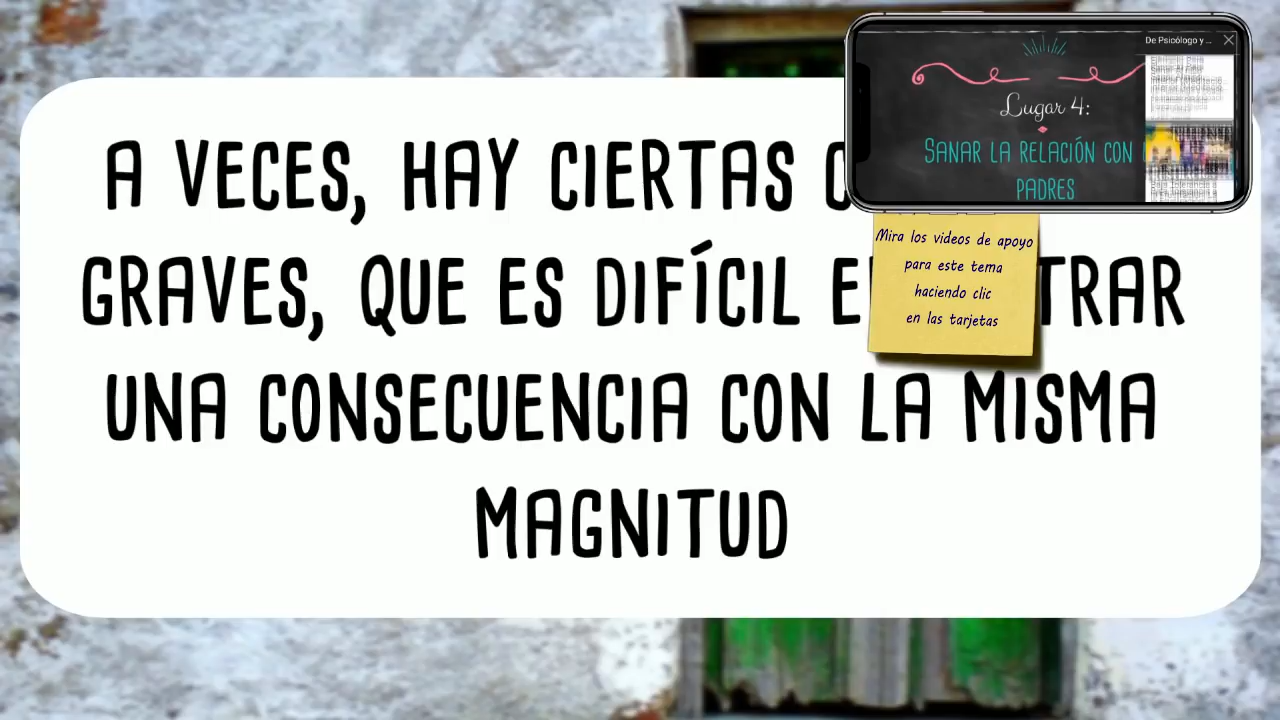 A VECES, HAY CIERTAS
GRAVES, QUE ES DIFÍCIL
UNA CONSECUENCIA CON LA MISMA
MAGNITUD
De Psicólogo y ...
Lugar 4:
SANAR LA RELACIÓN CON
PADRES
Mira los videos de apoyo
para este tema
haciendo clic
en las tarjetas